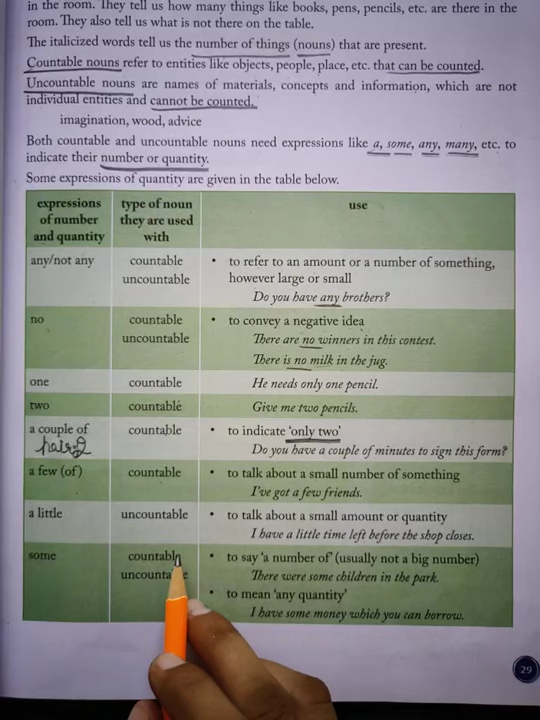 in the room. They tell us how many things like books, pens, pencils, etc. are there in the
room. They also tell us what is not there on the table.
The italicized words tell us the number of things (nouns) that are present.
Countable nouns refer to entities like objects, people, place, etc. that can be counted.
Uncountable nouns are names of materials, concepts and information, which are not
individual entities and cannot be counted.
imagination, wood, advice
Both countable and uncountable nouns need expressions like a, some, any, many, etc. to
indicate their number or quantity.
Some expressions of quantity are given in the table below.
expressions of number and quantity
type of noun they are used with
use
any/not any
countable
uncountable
• to refer to an amount or a number of something,
however large or small
Do you have any brothers?
no
countable
uncountable
• to convey a negative idea
There are no winners in this contest.
There is no milk in the jug.
one
countable
He needs only one pencil.
two
countable
Give me two pencils.
a couple of
countable
• to indicate 'only two'
Do you have a couple of minutes to sign this form?
a few (of)
countable
• to talk about a small number of something
I've got a few friends.
a little
uncountable
• to talk about a small amount or quantity
I have a little time left before the shop closes.
some
countable
uncountable
• to say 'a number of' (usually not a big number)
There were some children in the park.
• to mean 'any quantity'
I have some money which you can borrow.
29